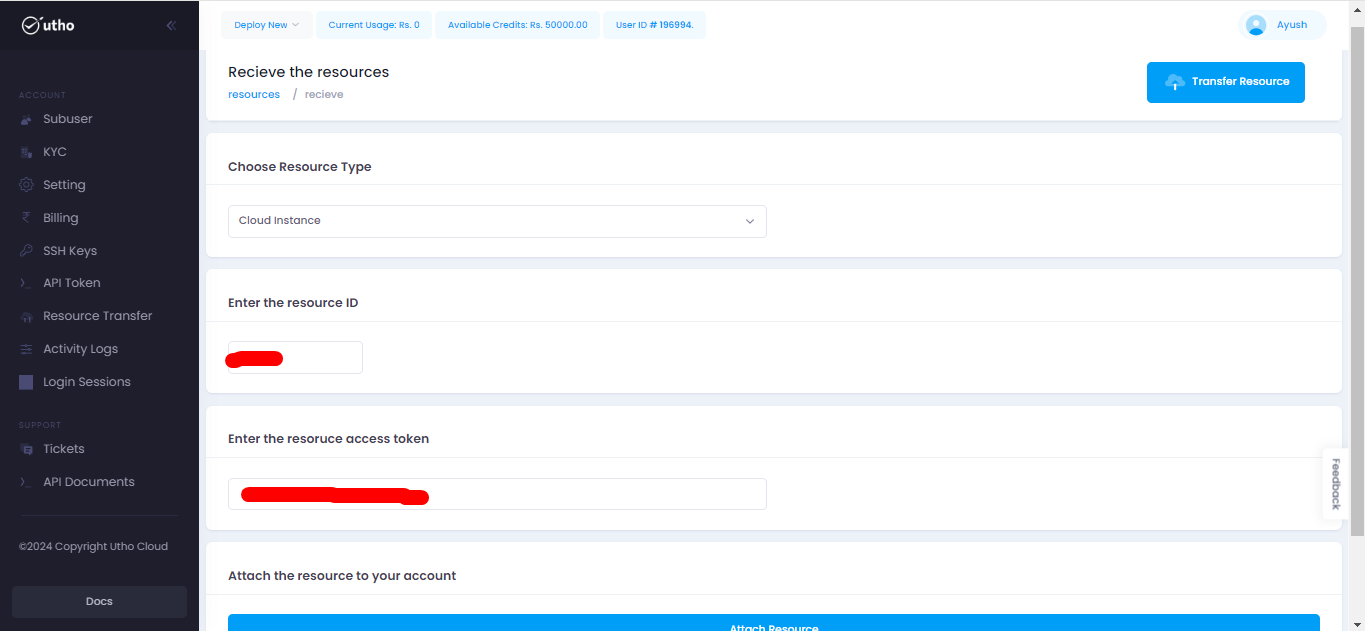 utho
Deploy New
Current Usage: Rs. 0
Available Credits: Rs. 50000.00
User ID # 196994.
Ayush
ACCOUNT
Subuser
KYC
Setting
Billing
SSH Keys
API Token
Resource Transfer
Activity Logs
Login Sessions
SUPPORT
Tickets
API Documents
©2024 Copyright Utho Cloud
Docs
Recieve the resources
resources / recieve
Transfer Resource
Choose Resource Type
Cloud Instance
Enter the resource ID
Enter the resoruce access token
Attach the resource to your account
Attach Resource
Feedback